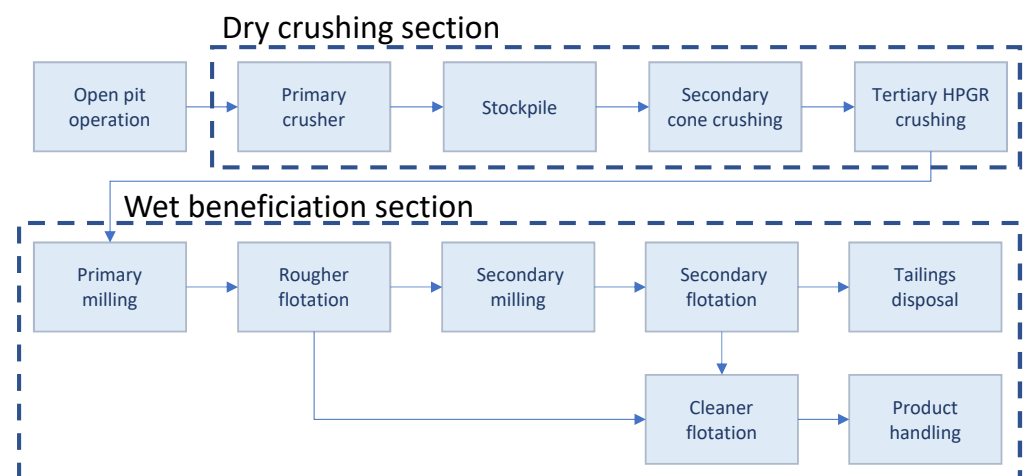 Dry crushing section
Open pit
operation
Primary
crusher
Stockpile
Secondary
cone crushing
Tertiary HPGR
crushing
Wet beneficiation section
Primary
milling
Rougher
flotation
Secondary
milling
Secondary
flotation
Tailings
disposal
Cleaner
flotation
Product
handling